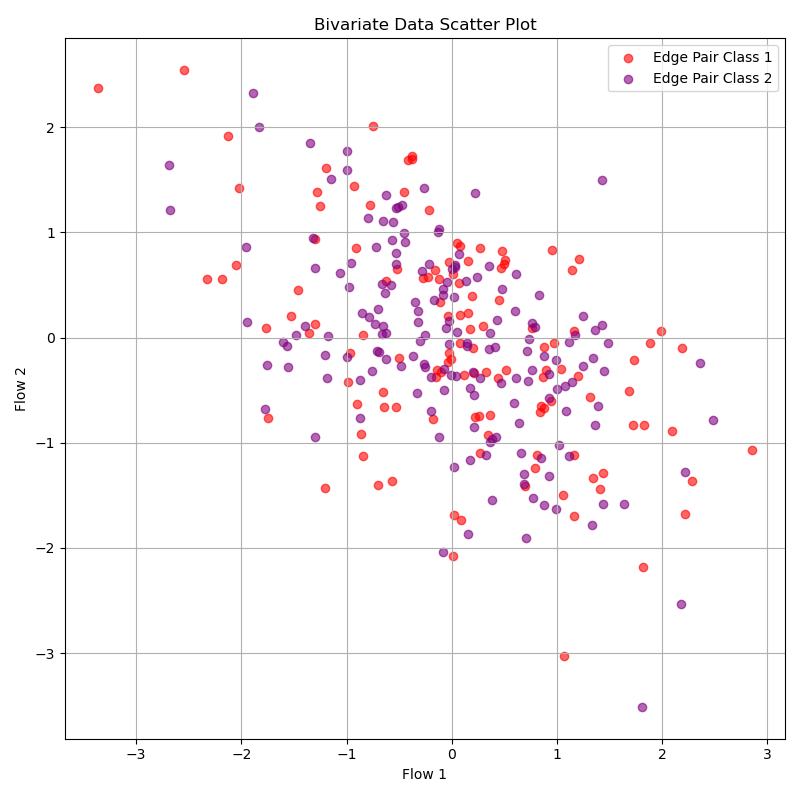 Bivariate Data Scatter Plot
Edge Pair Class 1
Edge Pair Class 2
Flow 2
2
1
0
−1
−2
−3
−3 −2 −1 0 1 2 3
Flow 1